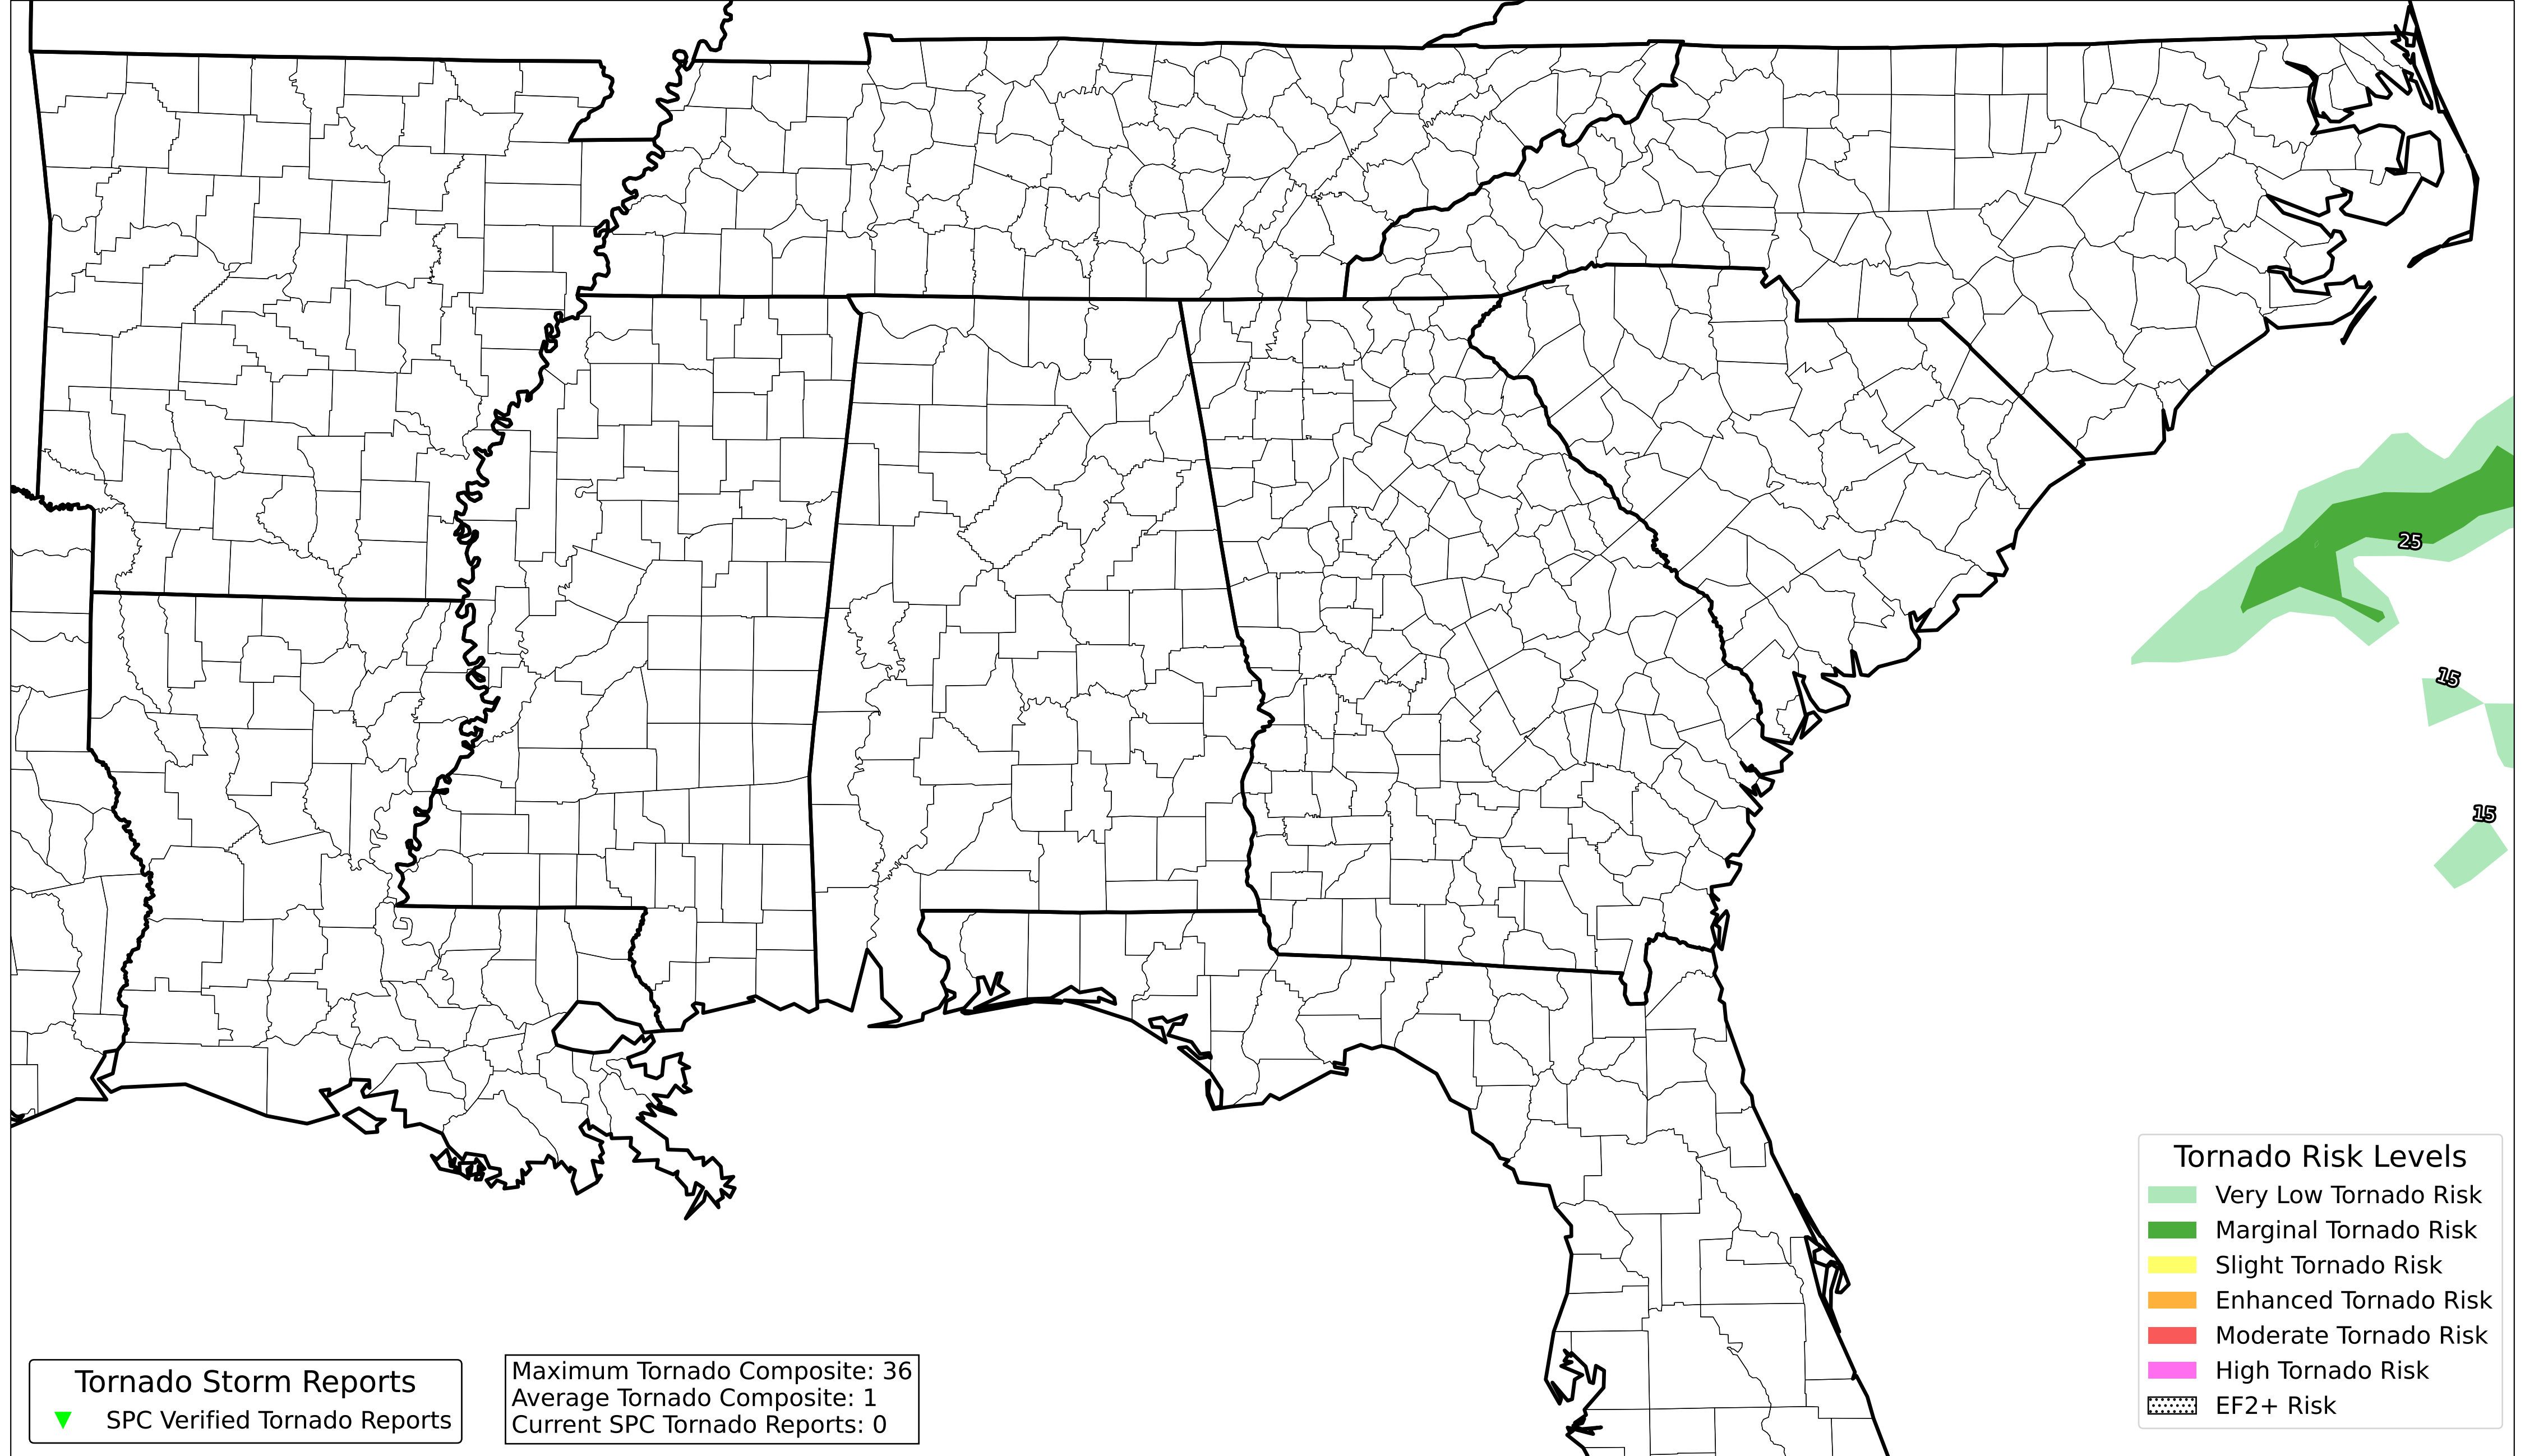 25
15
15
Tornado Risk Levels
Very Low Tornado Risk
Marginal Tornado Risk
Slight Tornado Risk
Enhanced Tornado Risk
Moderate Tornado Risk
High Tornado Risk
EF2+ Risk
Tornado Storm Reports
SPC Verified Tornado Reports
Maximum Tornado Composite: 36
Average Tornado Composite: 1
Current SPC Tornado Reports: 0